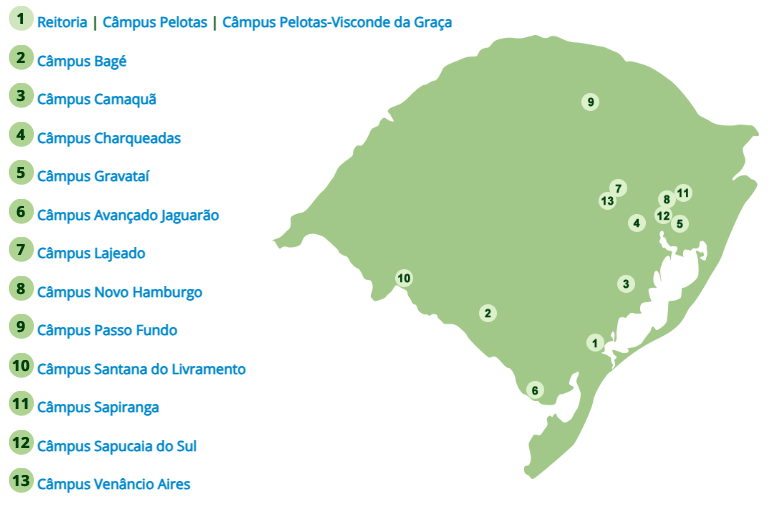 1 Reitoria | Câmpus Pelotas | Câmpus Pelotas-Visconde da Graça
2 Câmpus Bagé
3 Câmpus Camaquã
4 Câmpus Charqueadas
5 Câmpus Gravataí
6 Câmpus Avançado Jaguarão
7 Câmpus Lajeado
8 Câmpus Novo Hamburgo
9 Câmpus Passo Fundo
10 Câmpus Santana do Livramento
11 Câmpus Sapiranga
12 Câmpus Sapucaia do Sul
13 Câmpus Venâncio Aires
9
7
11
13
8
12
4
5
10
3
2
1
6